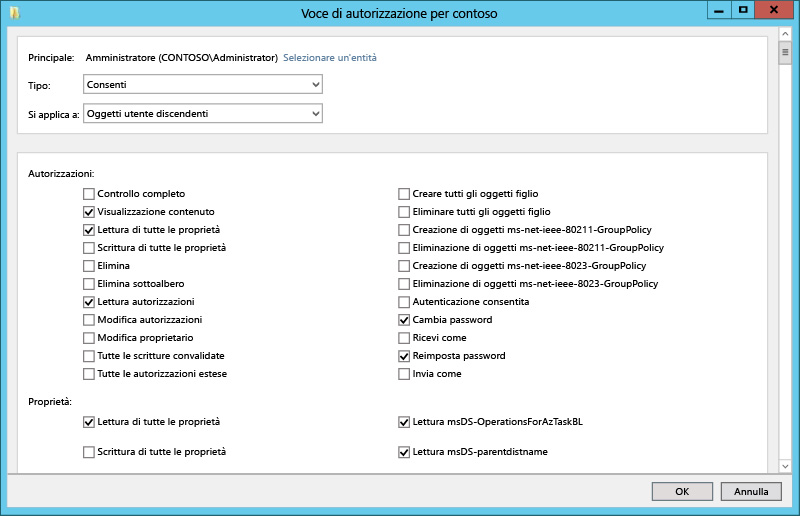 Voce di autorizzazione per contoso
Principale: Amministratore (CONTOSO\Administrator) Selezionare un'entità
Tipo: Consenti
Si applica a: Oggetti utente discendenti
Autorizzazioni:
Controllo completo Creare tutti gli oggetti figlio
Visualizzazione contenuto Eliminare tutti gli oggetti figlio
Lettura di tutte le proprietà Creazione di oggetti ms-net-ieee-80211-GroupPolicy
Scrittura di tutte le proprietà Eliminazione di oggetti ms-net-ieee-80211-GroupPolicy
Elimina Creazione di oggetti ms-net-ieee-8023-GroupPolicy
Elimina sottoalbero Eliminazione di oggetti ms-net-ieee-8023-GroupPolicy
Lettura autorizzazioni Autenticazione consentita
Modifica autorizzazioni Cambia password
Modifica proprietario Ricevi come
Tutte le scritture convalidate Reimposta password
Tutte le autorizzazioni estese Invia come
Proprietà:
Lettura di tutte le proprietà Lettura msDS-OperationsForAzTaskBL
Scrittura di tutte le proprietà Lettura msDS-parentdistname
OK Annulla